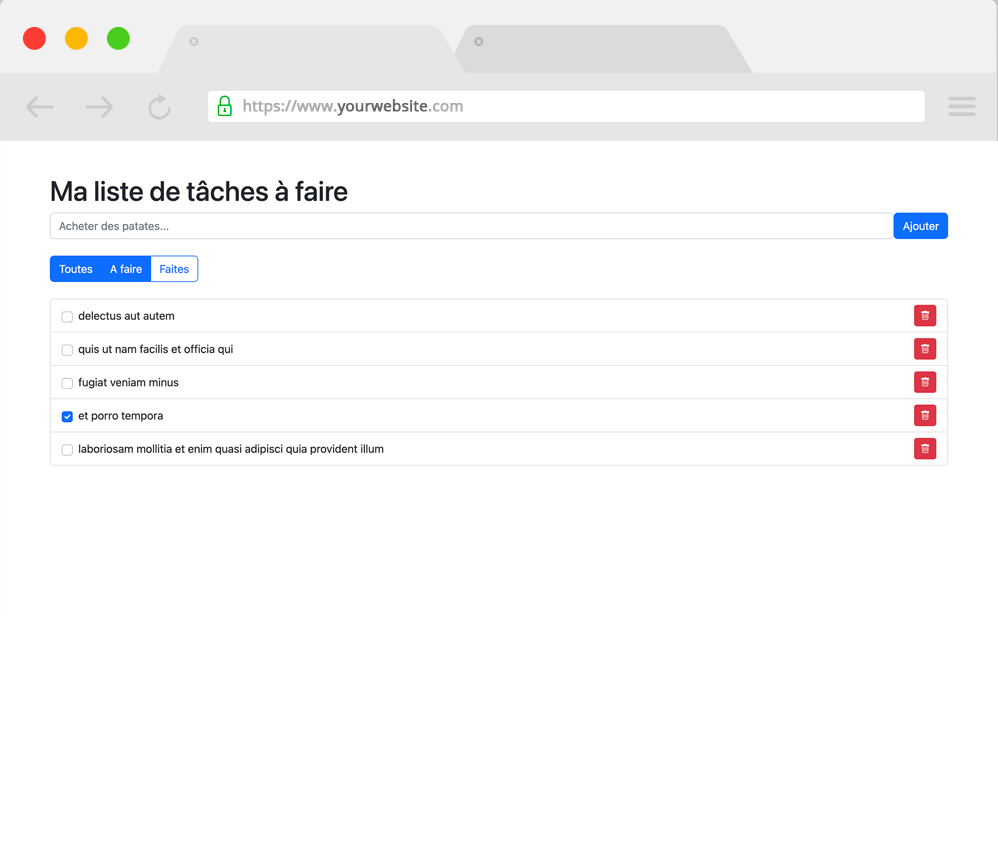 https://www.yourwebsite.com
Ma liste de tâches à faire
Acheter des patates... Ajouter
Toutes A faire Faites
delectus aut autem
quis ut nam facilis et officia qui
fugiat veniam minus
et porro tempora
laboriosam mollitia et enim quasi adipisci quia provident illum